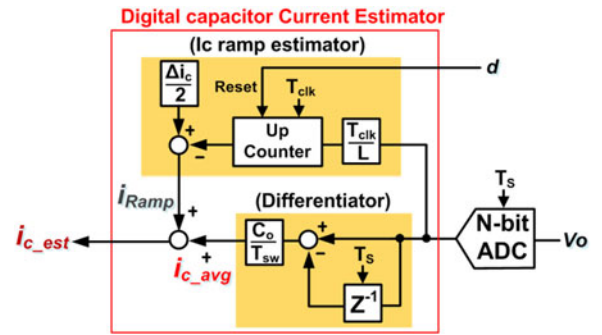 Digital capacitor Current Estimator
(Ic ramp estimator)
Δic
2
Reset
Tclk
d
Up
Counter
Tclk
L
+
−
iRamp
(Differentiator)
TS
N-bit
ADC
Vo
+
ic_est
+
ic_avg
Co
Tsw
+
−
TS
Z-1